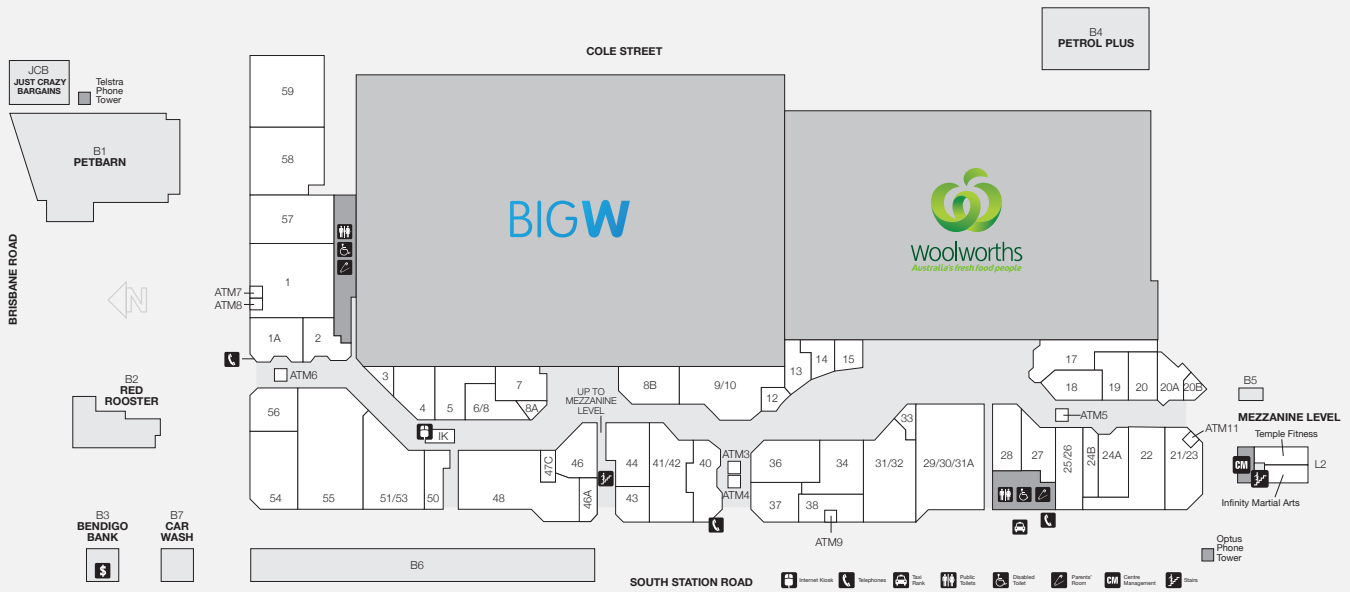 B4
PETROL PLUS
COLE STREET
JCB
JUST CRAZY
BARGAINS
Telstra
Phone
Tower
59
B1
PETBARN
58
57
BIGW
Woolworths
Australia's fresh food people
BRISBANE ROAD
N
1
ATM7
ATM8
1A
2
ATM6
3
4
5
6/8
7
8A
8B
9/10
12
13
14
15
17
18
19
20
20A
20B
B5
B2
RED
ROOSTER
UP TO
MEZZANINE
LEVEL
56
IK
33
ATM5
ATM11
MEZZANINE LEVEL
Temple Fitness
CM
L2
Infinity Martial Arts
54
55
51/53
50
48
47C
46
46A
44
43
41/42
40
ATM3
ATM4
36
37
34
38
ATM9
31/32
29/30/31A
28
27
25/26
24B
24A
22
21/23
B3
BENDIGO
BANK
$
B7
CAR
WASH
B6
Optus
Phone
Tower
SOUTH STATION ROAD
Internet Kiosk
Telephones
Taxi
Rank
Public
Toilets
Disabled
Toilet
Parents'
Room
CM
Centre
Management
Stairs